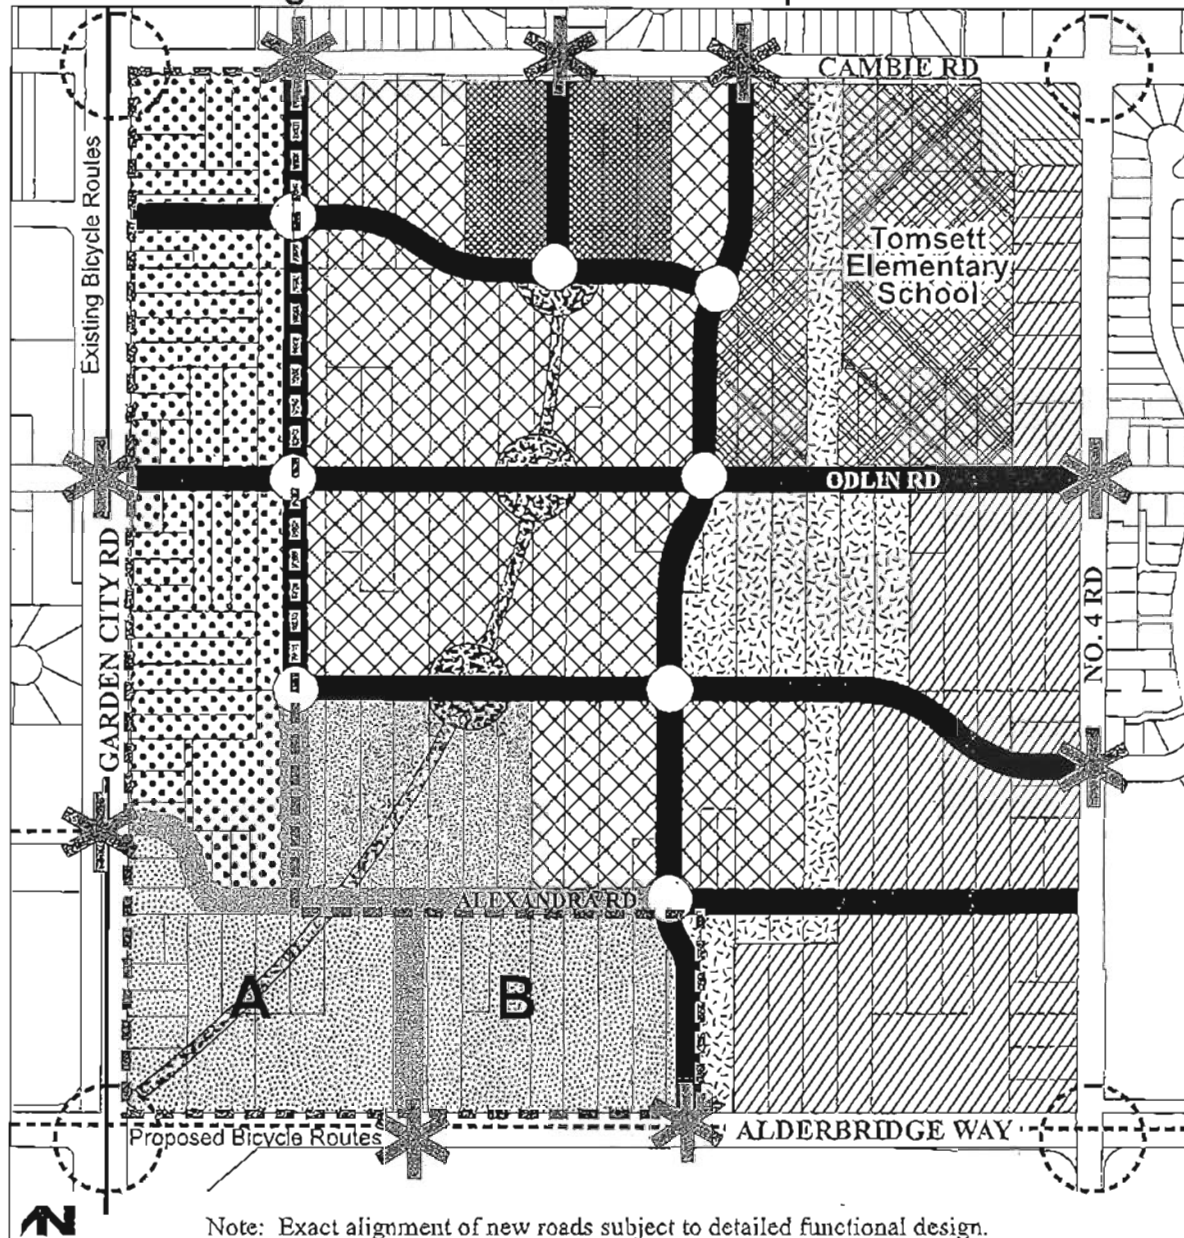 CAMBIE RD
Existing Bicycle Routes
Tomsett
Elementary
School
ODLIN RD
GARDEN CITY RD
NO. 4 RD
ALEXANDRA RD
A
B
Proposed Bicycle Routes
ALDERBRIDGE WAY
N
Note: Exact alignment of new roads subject to detailed functional design.